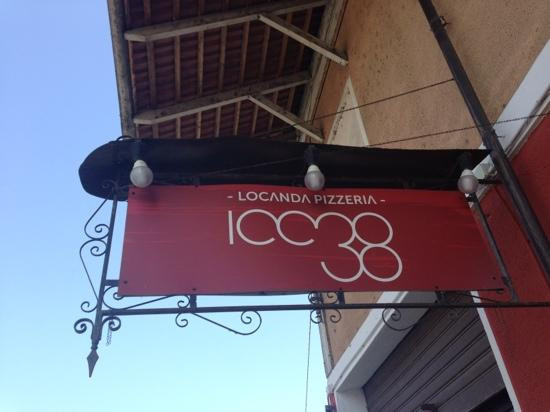 - LOCANDA PIZZERIA -
ICC38